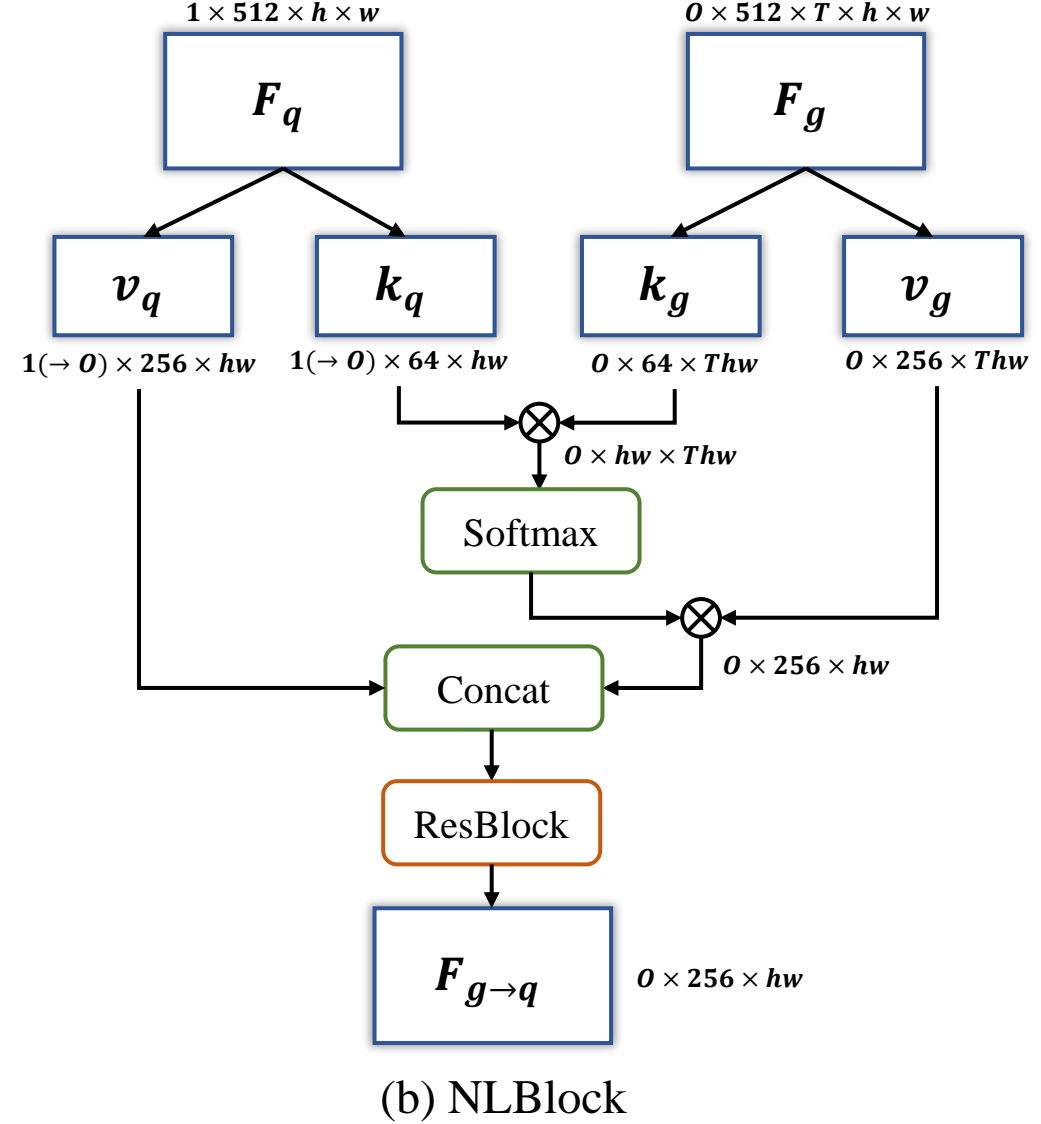 1 × 512 × h × w
O × 512 × T × h × w
F_q
F_g
v_q
k_q
k_g
v_g
1(→ O) × 256 × hw
1(→ O) × 64 × hw
O × 64 × Thw
O × 256 × Thw
⊗
O × hw × Thw
Softmax
⊗
O × 256 × hw
Concat
ResBlock
F_{g→q}
O × 256 × hw
(b) NLBlock